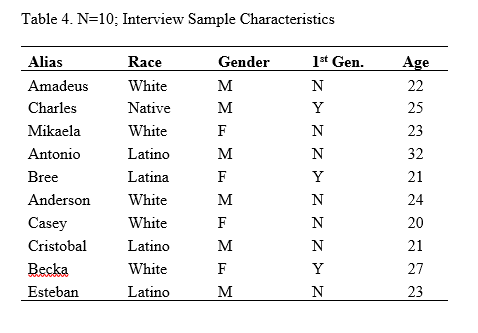 Table 4. N=10; Interview Sample Characteristics
Alias Race Gender 1st Gen. Age
Amadeus White M N 22
Charles Native M Y 25
Mikaela White F N 23
Antonio Latino M N 32
Bree Latina F Y 21
Anderson White M N 24
Casey White F N 20
Cristobal Latino M N 21
Becka White F Y 27
Esteban Latino M N 23